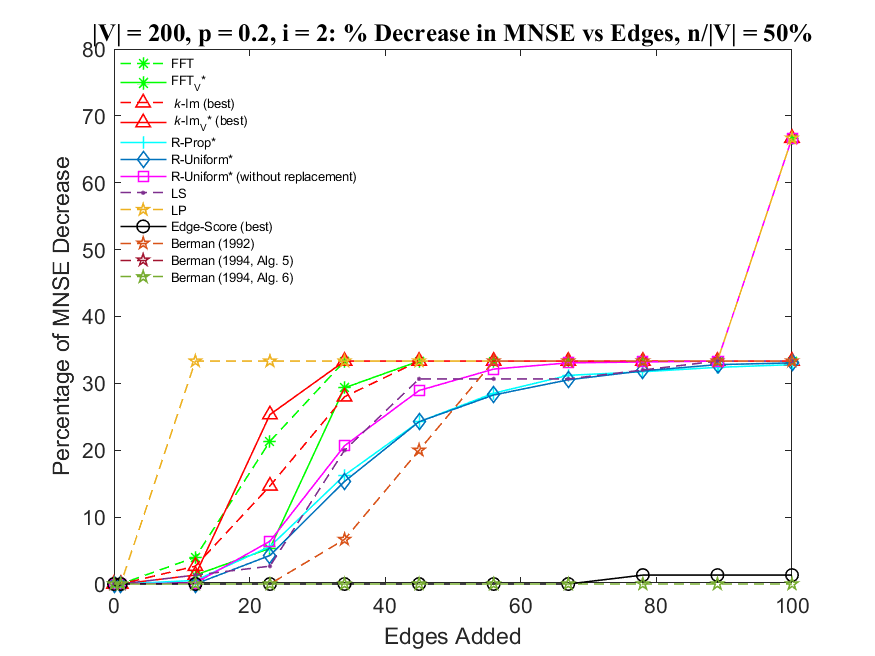 |V| = 200, p = 0.2, i = 2: % Decrease in MNSE vs Edges, n/|V| = 50%
80
70
60
50
40
30
20
10
0
Percentage of MNSE Decrease
FFT
FFTV*
k-lm (best)
k-lmV* (best)
R-Prop*
R-Uniform*
R-Uniform* (without replacement)
LS
LP
Edge-Score (best)
Berman (1992)
Berman (1994, Alg. 5)
Berman (1994, Alg. 6)
0 20 40 60 80 100
Edges Added